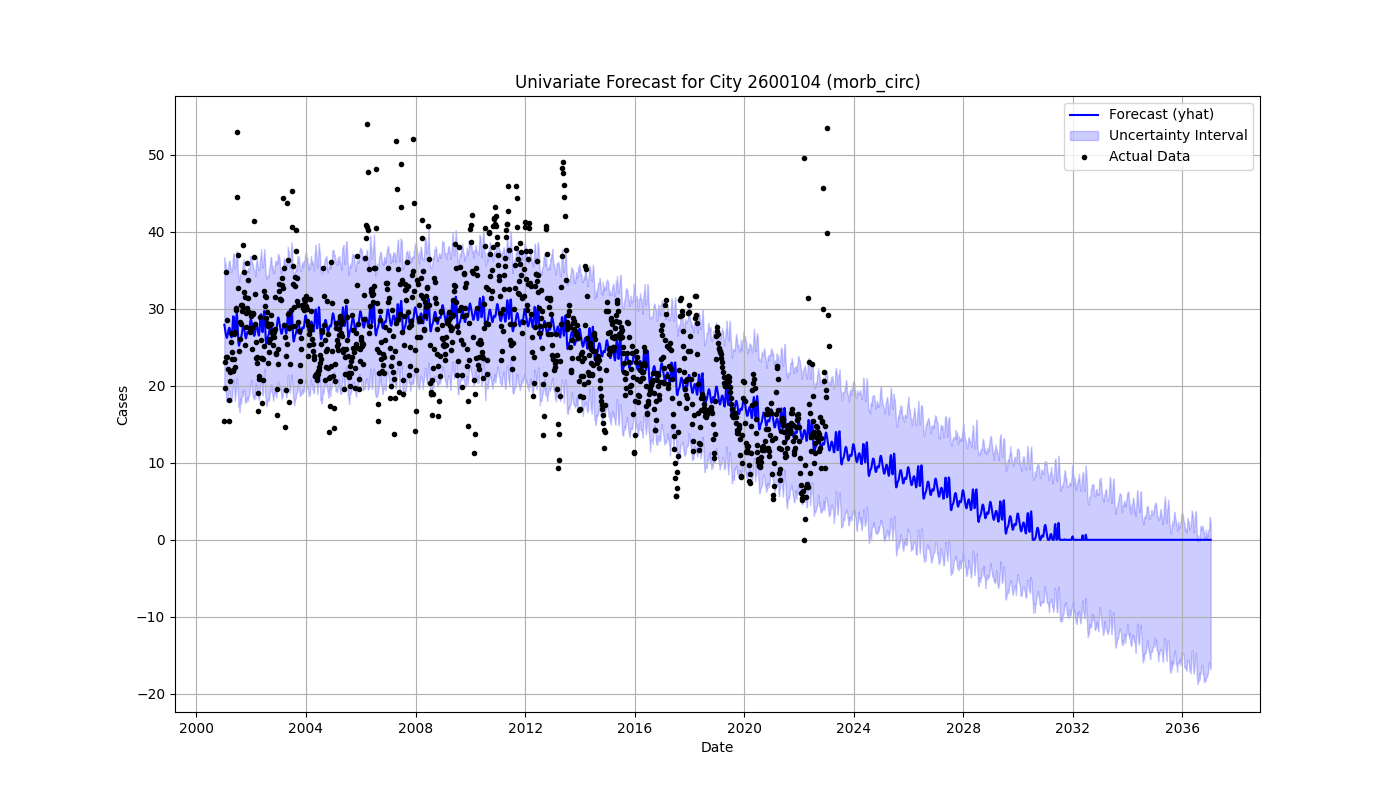 Univariate Forecast for City 2600104 (morb_circ)
Forecast (yhat)
Uncertainty Interval
Actual Data
Cases
50
40
30
20
10
0
−10
−20
2000 2004 2008 2012 2016 2020 2024 2028 2032 2036
Date